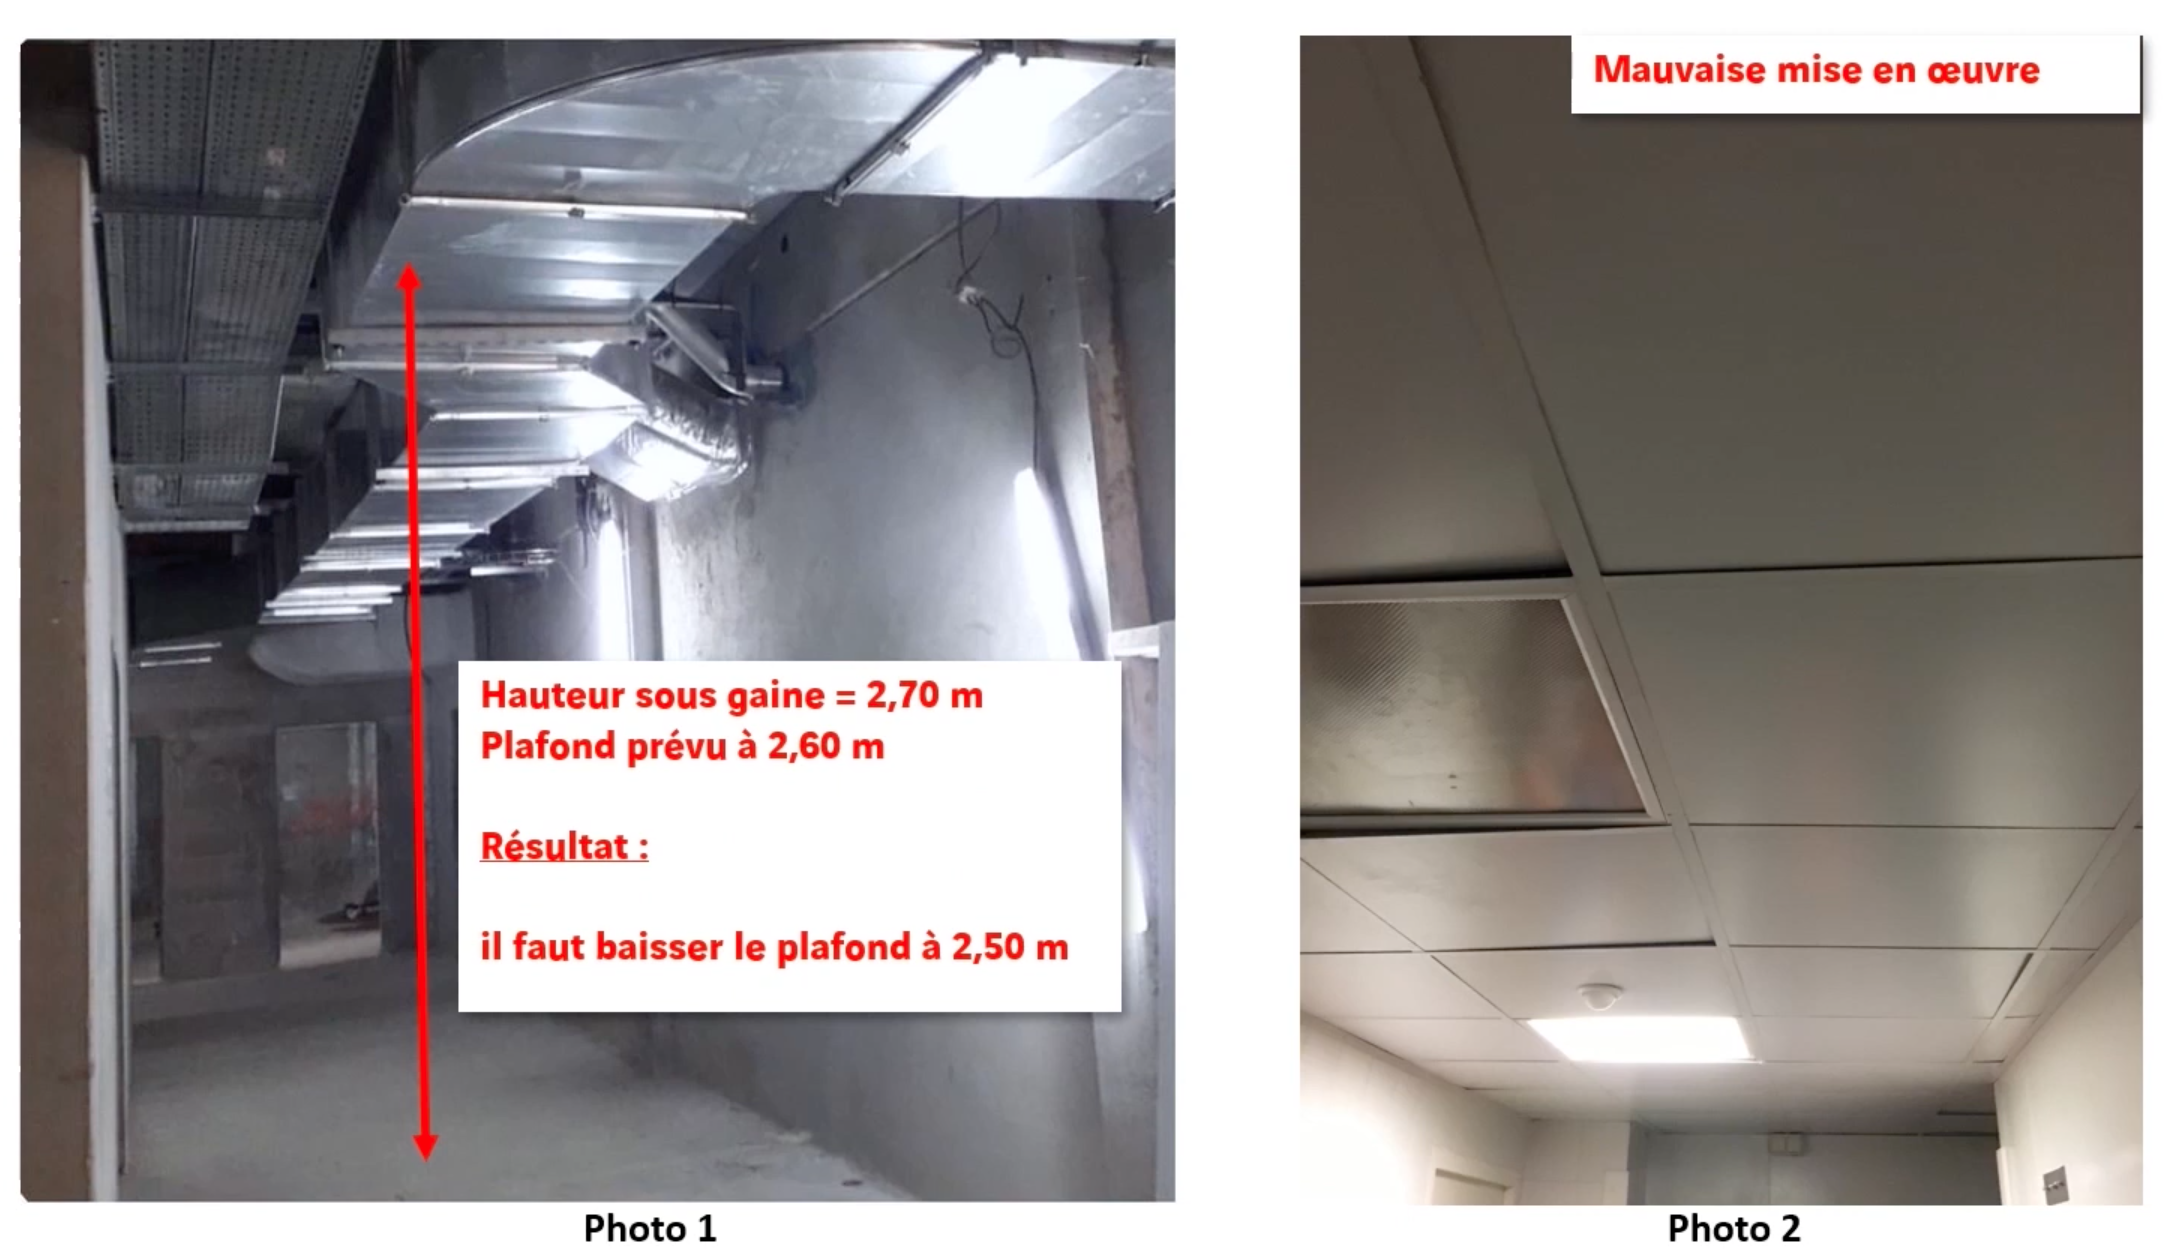 Mauvaise mise en œuvre
Hauteur sous gaine = 2,70 m
Plafond prévu à 2,60 m
Résultat :
il faut baisser le plafond à 2,50 m
Photo 1
Photo 2